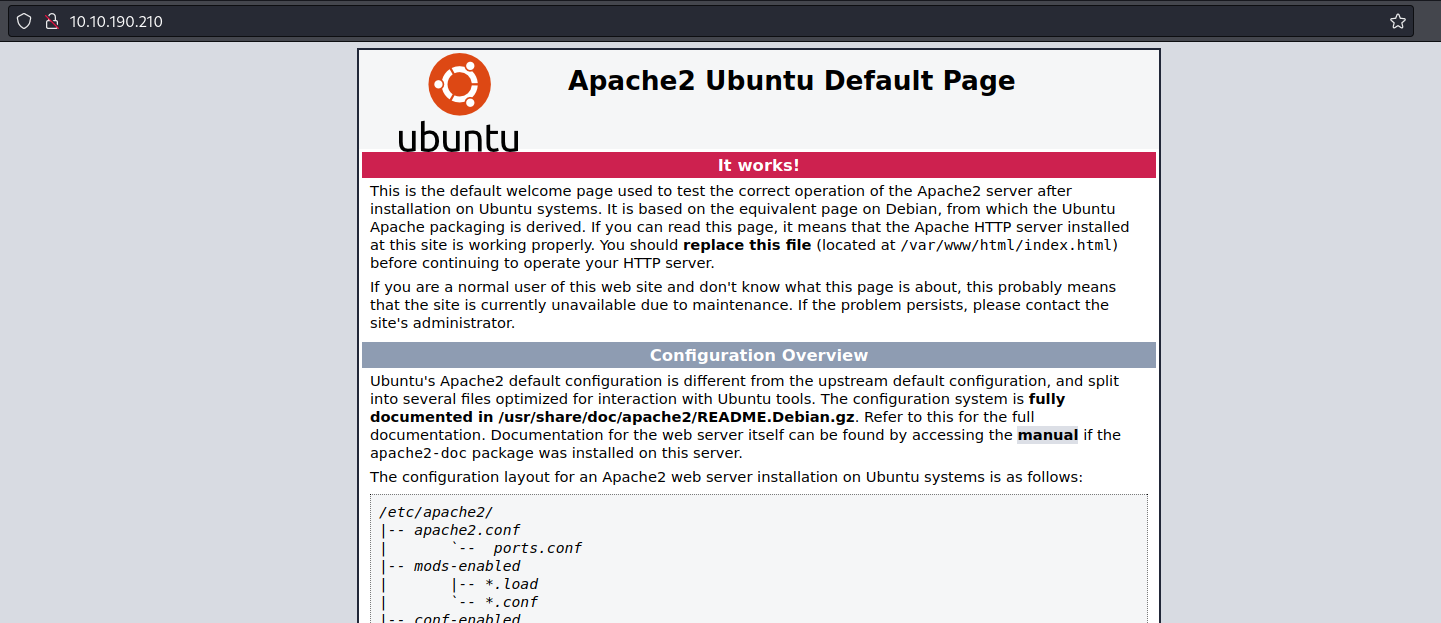 10.10.190.210
Apache2 Ubuntu Default Page
ubuntu
It works!
This is the default welcome page used to test the correct operation of the Apache2 server after
installation on Ubuntu systems. It is based on the equivalent page on Debian, from which the Ubuntu
Apache packaging is derived. If you can read this page, it means that the Apache HTTP server installed
at this site is working properly. You should replace this file (located at /var/www/html/index.html)
before continuing to operate your HTTP server.
If you are a normal user of this web site and don't know what this page is about, this probably means
that the site is currently unavailable due to maintenance. If the problem persists, please contact the
site's administrator.
Configuration Overview
Ubuntu's Apache2 default configuration is different from the upstream default configuration, and split
into several files optimized for interaction with Ubuntu tools. The configuration system is fully
documented in /usr/share/doc/apache2/README.Debian.gz. Refer to this for the full
documentation. Documentation for the web server itself can be found by accessing the manual if the
apache2-doc package was installed on this server.
The configuration layout for an Apache2 web server installation on Ubuntu systems is as follows:
/etc/apache2/
|-- apache2.conf
|       `--  ports.conf
|-- mods-enabled
|       |-- *.load
|       `-- *.conf
|-- conf-enabled